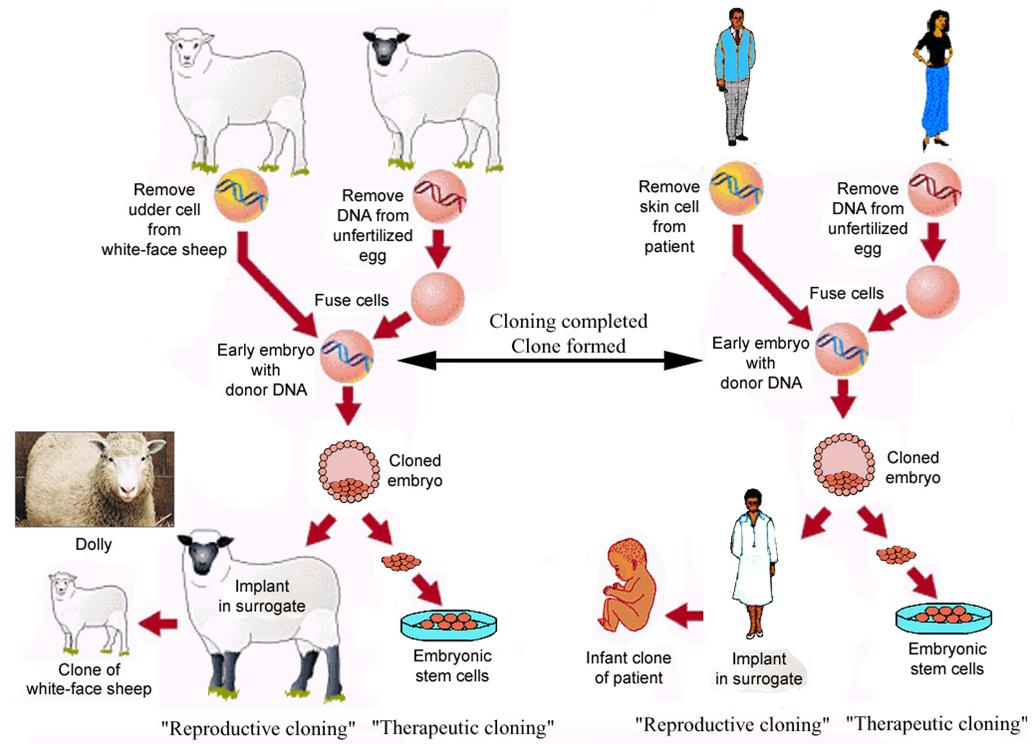 Remove
udder cell
from
white-face sheep
Remove
DNA from
unfertilized
egg
Fuse cells
Early embryo
with
donor DNA
Cloning completed
Clone formed
Remove
skin cell
from
patient
Remove
DNA from
unfertilized
egg
Fuse cells
Early embryo
with
donor DNA
Cloned
embryo
Dolly
Implant
in surrogate
Clone of
white-face sheep
Embryonic
stem cells
"Reproductive cloning"
"Therapeutic cloning"
Cloned
embryo
Infant clone
of patient
Implant
in surrogate
Embryonic
stem cells
"Reproductive cloning"
"Therapeutic cloning"